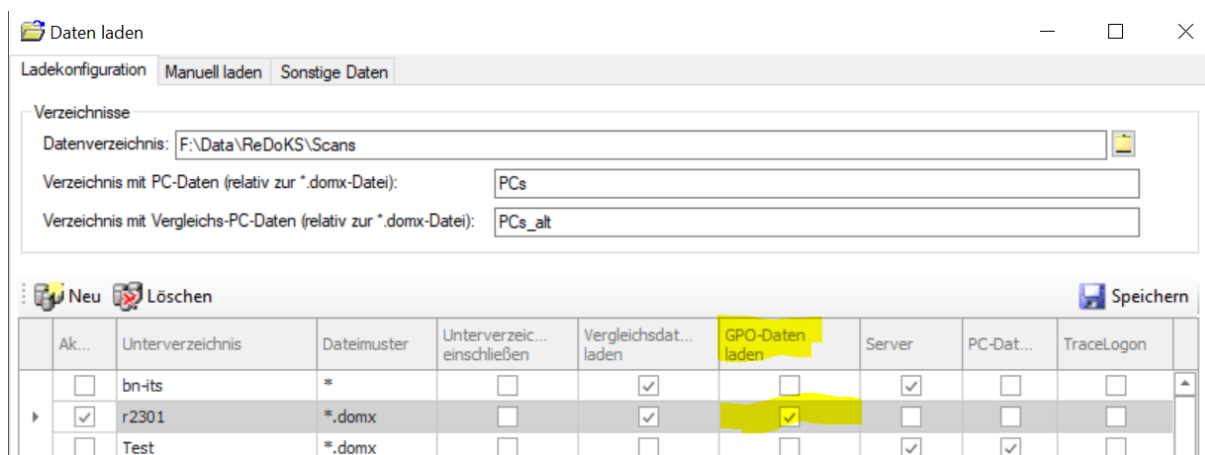 Daten laden
Ladekonfiguration Manuell laden Sonstige Daten
Verzeichnisse
Datenverzeichnis: F:\Data\ReDoKS\Scans
Verzeichnis mit PC-Daten (relativ zur *.domx-Datei): PCs
Verzeichnis mit Vergleichs-PC-Daten (relativ zur *.domx-Datei): PCs_alt
Neu Löschen Speichern
Ak... Unterverzeichnis Dateimuster Unterverzeic... einschließen Vergleichsdat... laden GPO-Daten laden Server PC-Dat... TraceLogon
bn-its *
r2301 *.domx
Test *.domx